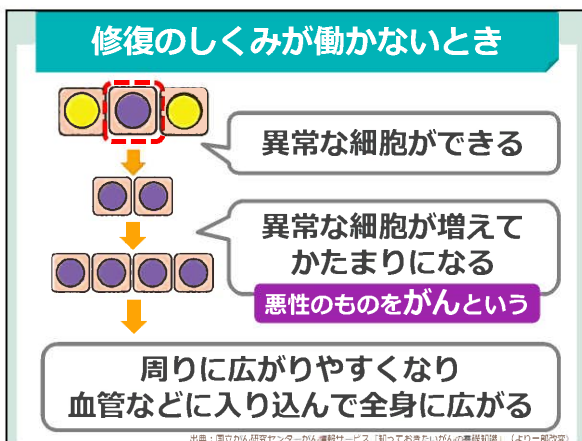 修復のしくみが働かないとき
異常な細胞ができる
異常な細胞が増えて
かたまりになる
悪性のものをがんという
周りに広がりやすくなり
血管などに入り込んで全身に広がる
出典：国立がん研究センターがん情報サービス「知っておきたいがんの基礎知識」（より一部改変）